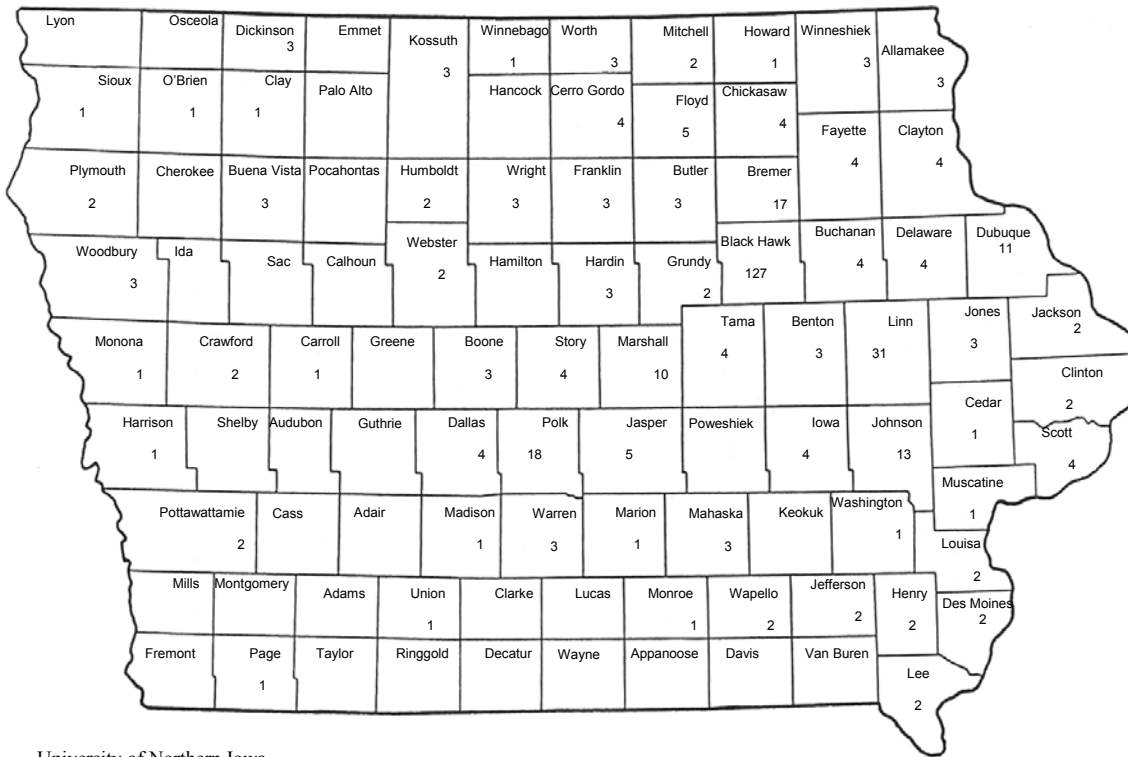 Lyon
Osceola
Dickinson
3
Emmet
Kossuth
3
Winnebago
1
Worth
3
Mitchell
2
Howard
1
Winneshiek
3
Allamakee
3
Sioux
1
O'Brien
1
Clay
1
Palo Alto
Hancock
Cerro Gordo
4
Floyd
5
Chickasaw
4
Fayette
4
Clayton
4
Plymouth
2
Cherokee
Buena Vista
3
Pocahontas
Humboldt
2
Wright
3
Franklin
3
Butler
3
Bremer
17
Woodbury
3
Ida
Sac
Calhoun
Webster
2
Hamilton
Hardin
3
Grundy
2
Black Hawk
127
Buchanan
4
Delaware
4
Dubuque
11
Monona
1
Crawford
2
Carroll
1
Greene
Boone
3
Story
4
Marshall
10
Tama
4
Benton
3
Linn
31
Jones
3
Jackson
2
Clinton
2
Harrison
1
Shelby
Audubon
Guthrie
Dallas
4
Polk
18
Jasper
5
Poweshiek
Iowa
4
Johnson
13
Cedar
1
Scott
4
Muscatine
1
Pottawattamie
2
Cass
Adair
Madison
1
Warren
3
Marion
1
Mahaska
3
Keokuk
Washington
1
Louisa
2
Mills
Montgomery
Adams
Union
1
Clarke
Lucas
Monroe
1
Wapello
2
Jefferson
2
Henry
2
Des Moines
2
Fremont
Page
1
Taylor
Ringgold
Decatur
Wayne
Appanoose
Davis
Van Buren
Lee
2
University of Northern Iowa